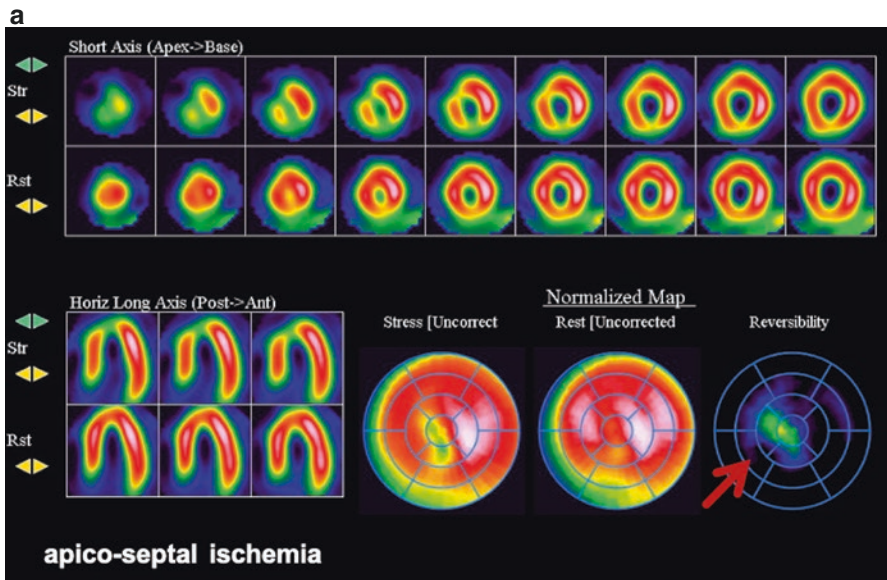 a
Short Axis (Apex->Base)
Str
Rst
Horiz Long Axis (Post->Ant)
Str
Rst
Normalized Map
Stress [Uncorrect
Rest [Uncorrected
Reversibility
apico-septal ischemia